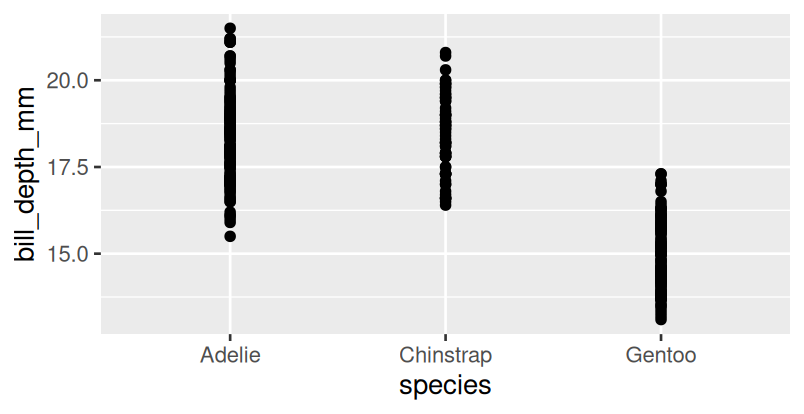 bill_depth_mm
20.0
17.5
15.0
Adelie Chinstrap Gentoo
species